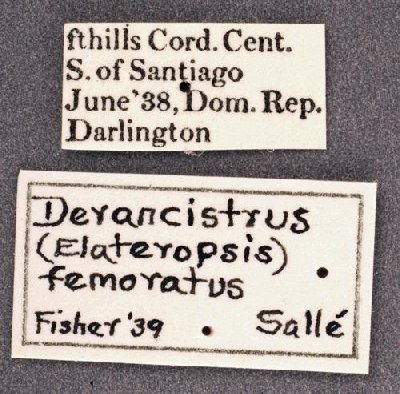 fthills Cord. Cent.
S. of Santiago
June '38, Dom. Rep.
Darlington
Derancistrus
(Elateropsis)
femoratus
Fisher '39 Sallé